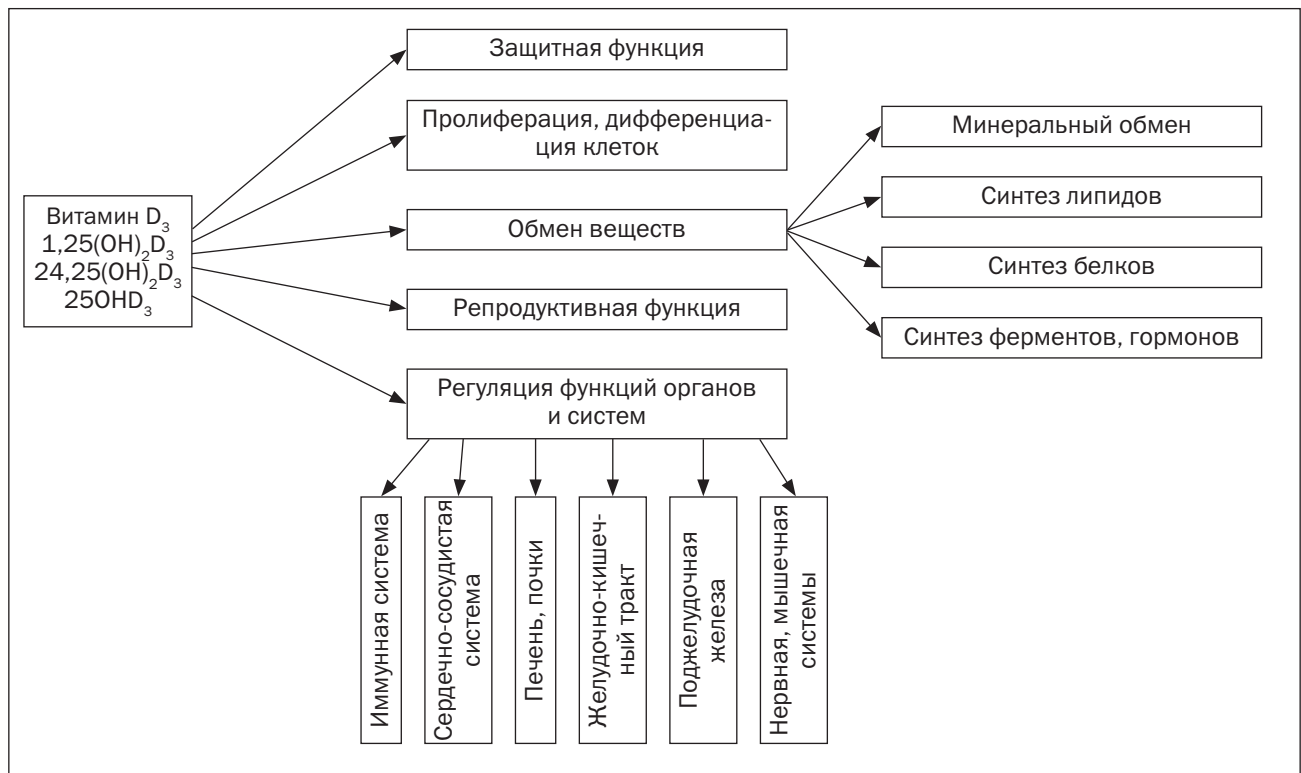 Защитная функция
Пролиферация, дифференциа-
ция клеток
Минеральный обмен
Витамин D₃
1,25(OH)₂D₃
24,25(OH)₂D₃
25OHD₃
Обмен веществ
Синтез липидов
Синтез белков
Репродуктивная функция
Синтез ферментов, гормонов
Регуляция функций органов
и систем
Иммунная система
Сердечно-сосудистая
система
Печень, почки
Желудочно-кишеч-
ный тракт
Поджелудочная
железа
Нервная, мышечная
системы